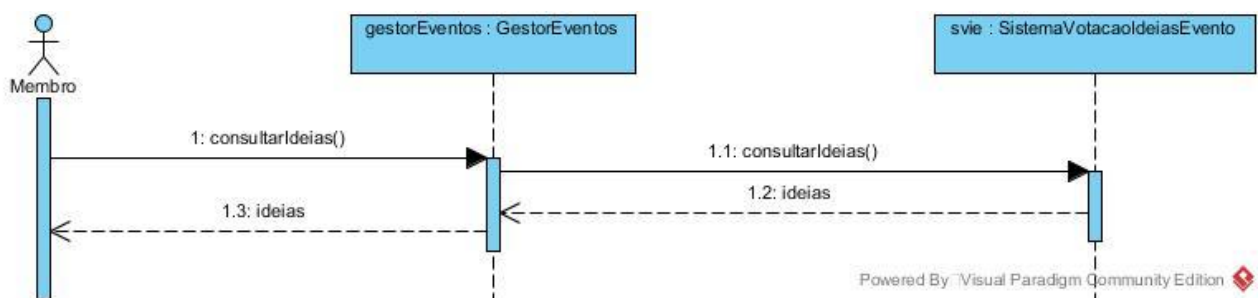 gestorEventos : GestorEventos
svie : SistemaVotacaoIdeiasEvento
Membro
1: consultarIdeias()
1.1: consultarIdeias()
1.2: ideias
1.3: ideias
Powered By Visual Paradigm Community Edition